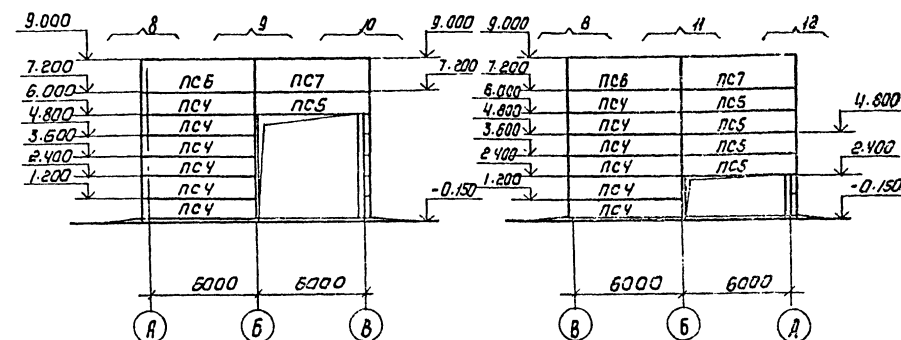 9.000 8 9 10 9.000 9.000 8 11 12
7.200 ПС6 ПС7 7.200 7.200 ПС6 ПС7
6.000 ПС4 ПС5 6.000 ПС4 ПС5
4.800 ПС4 4.800 ПС4 ПС5 4.800
3.600 ПС4 3.600 ПС4 ПС5
2.400 ПС4 2.400 ПС4 ПС5 2.400
1.200 ПС4 -0.150 1.200 ПС4 -0.150
ПС4 ПС4
6000 6000 6000 6000
А Б В В Б А